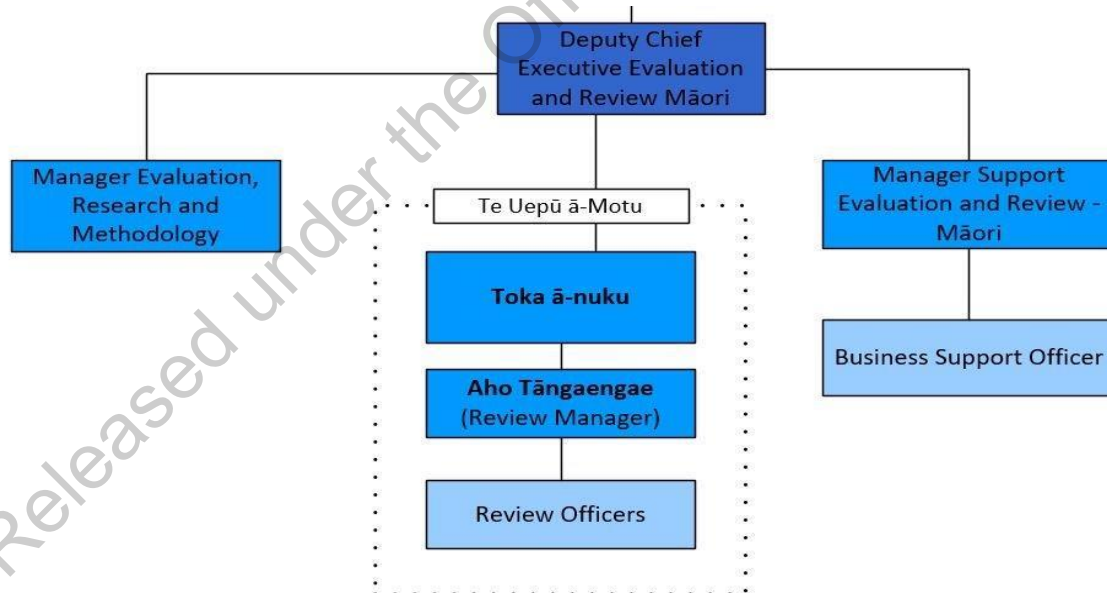 Deputy Chief
Executive Evaluation
and Review Māori
Manager Evaluation,
Research and
Methodology
Te Uepū ā-Motu
Toka ā-nuku
Aho Tāngaengae
(Review Manager)
Review Officers
Manager Support
Evaluation and Review -
Māori
Business Support Officer
Released under the